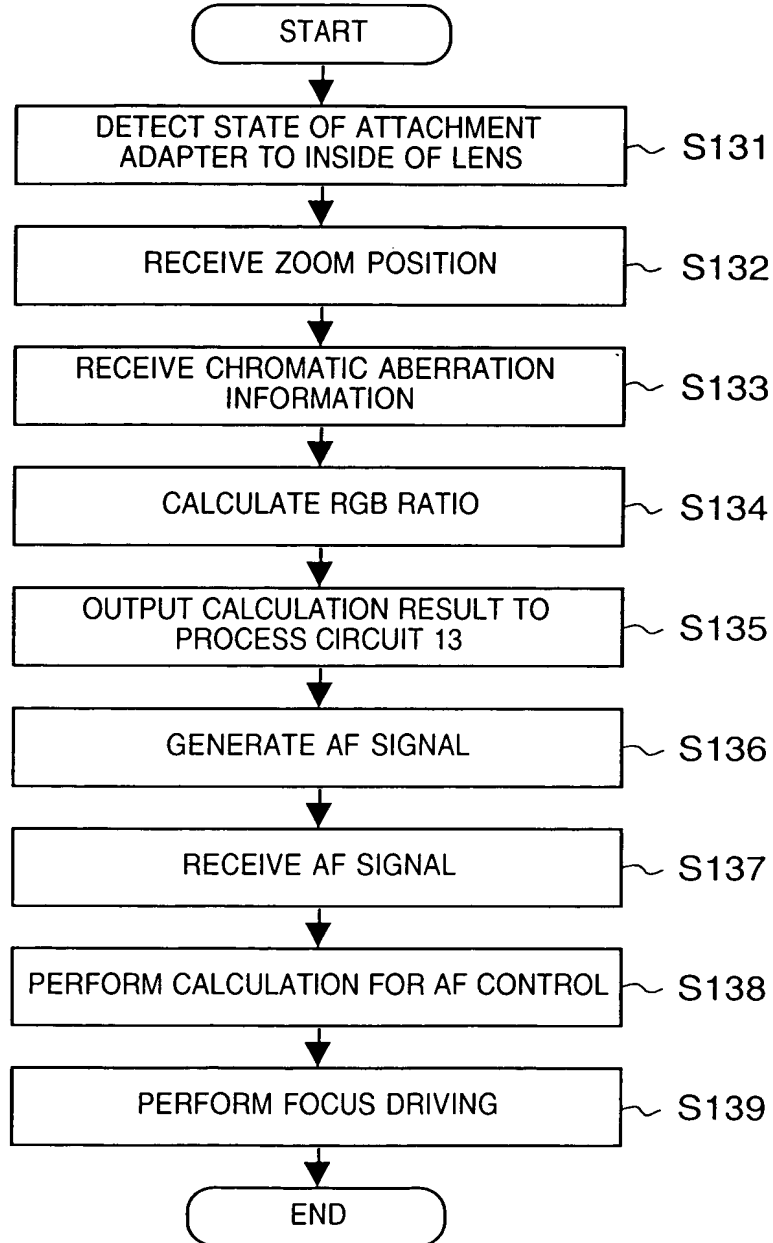 START
DETECT STATE OF ATTACHMENT
ADAPTER TO INSIDE OF LENS
S131
RECEIVE ZOOM POSITION
S132
RECEIVE CHROMATIC ABERRATION
INFORMATION
S133
CALCULATE RGB RATIO
S134
OUTPUT CALCULATION RESULT TO
PROCESS CIRCUIT 13
S135
GENERATE AF SIGNAL
S136
RECEIVE AF SIGNAL
S137
PERFORM CALCULATION FOR AF CONTROL
S138
PERFORM FOCUS DRIVING
S139
END